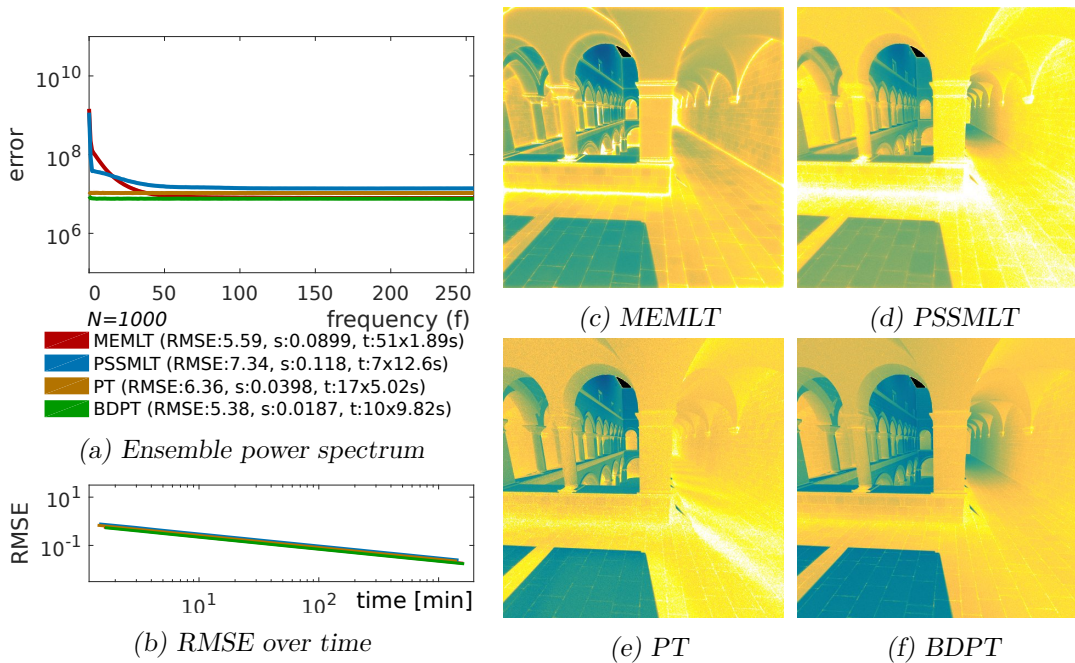 10^10
10^8
10^6
error
0 50 100 150 200 250
N=1000 frequency (f)
MEMLT (RMSE:5.59, s:0.0899, t:51x1.89s)
PSSMLT (RMSE:7.34, s:0.118, t:7x12.6s)
PT (RMSE:6.36, s:0.0398, t:17x5.02s)
BDPT (RMSE:5.38, s:0.0187, t:10x9.82s)
(a) Ensemble power spectrum
10^1
10^-1
RMSE
10^1 10^2 time [min]
(b) RMSE over time
(c) MEMLT
(d) PSSMLT
(e) PT
(f) BDPT